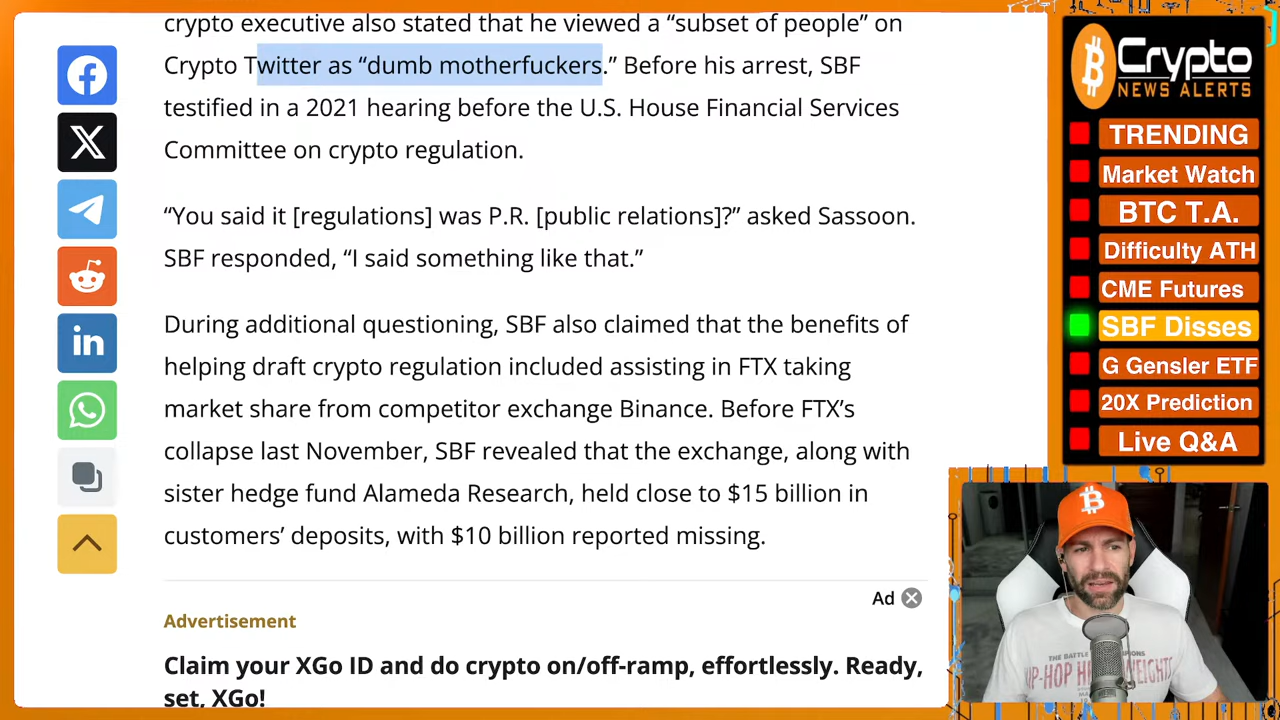 crypto executive also stated that he viewed a “subset of people” on
Crypto Twitter as “dumb motherfuckers.” Before his arrest, SBF
testified in a 2021 hearing before the U.S. House Financial Services
Committee on crypto regulation.
“You said it [regulations] was P.R. [public relations]?” asked Sassoon.
SBF responded, “I said something like that.”
During additional questioning, SBF also claimed that the benefits of
helping draft crypto regulation included assisting in FTX taking
market share from competitor exchange Binance. Before FTX’s
collapse last November, SBF revealed that the exchange, along with
sister hedge fund Alameda Research, held close to $15 billion in
customers’ deposits, with $10 billion reported missing.
Ad
Advertisement
Claim your XGo ID and do crypto on/off-ramp, effortlessly. Ready,
set, XGo!
Crypto
NEWS ALERTS
TRENDING
Market Watch
BTC T.A.
Difficulty ATH
CME Futures
SBF Disses
G Gensler ETF
20X Prediction
Live Q&A
THE BATTLE
HIP-HOP